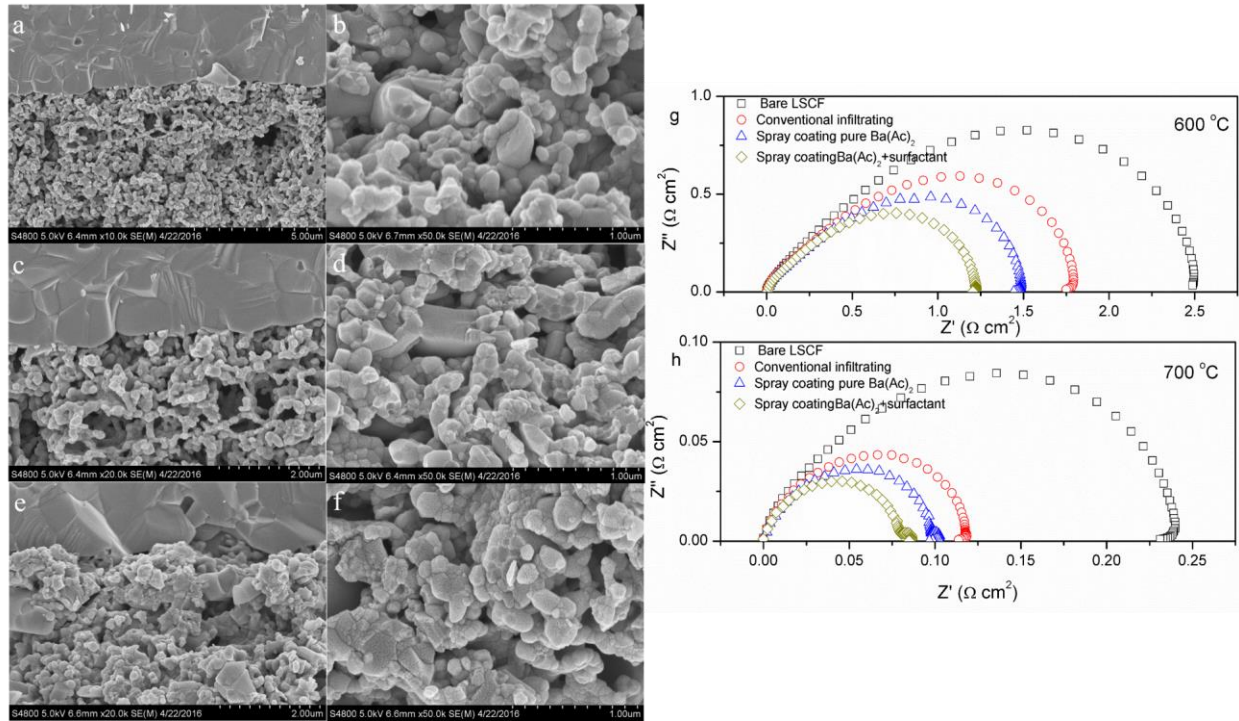 a
S4800 5.0kV 6.4mm x10.0k SE(M) 4/22/2016 5.00um
b
S4800 5.0kV 6.7mm x50.0k SE(M) 4/22/2016 1.00um
c
S4800 5.0kV 6.4mm x20.0k SE(M) 4/22/2016 2.00um
d
S4800 5.0kV 6.4mm x50.0k SE(M) 4/22/2016 1.00um
e
S4800 5.0kV 6.6mm x20.0k SE(M) 4/22/2016 2.00um
f
S4800 5.0kV 6.6mm x50.0k SE(M) 4/22/2016 1.00um
g
600 °C
Bare LSCF
Conventional infiltrating
Spray coating pure Ba(Ac)₂
Spray coatingBa(Ac)₂+surfactant
Z'' (Ω cm²)
1.0
0.5
0.0
0.0 0.5 1.0 1.5 2.0 2.5
Z' (Ω cm²)
h
700 °C
Bare LSCF
Conventional infiltrating
Spray coating pure Ba(Ac)₂
Spray coatingBa(Ac)₂+surfactant
Z'' (Ω cm²)
0.10
0.05
0.00
0.00 0.05 0.10 0.15 0.20 0.25
Z' (Ω cm²)